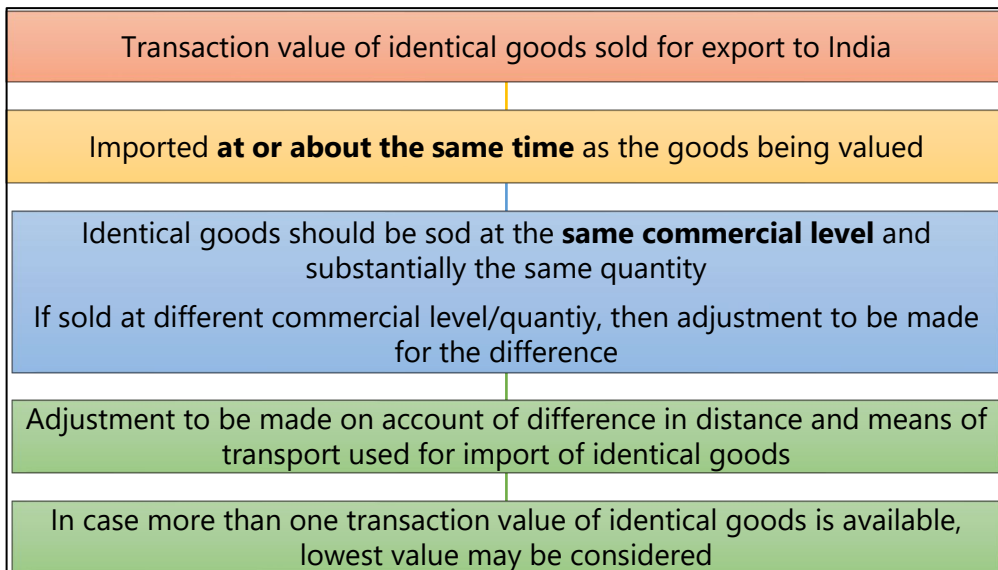 Transaction value of identical goods sold for export to India
Imported at or about the same time as the goods being valued
Identical goods should be sod at the same commercial level and
substantially the same quantity
If sold at different commercial level/quantiy, then adjustment to be made
for the difference
Adjustment to be made on account of difference in distance and means of
transport used for import of identical goods
In case more than one transaction value of identical goods is available,
lowest value may be considered